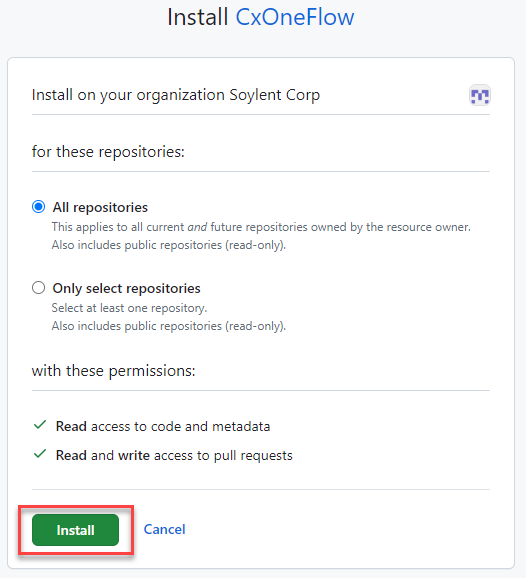 Install CxOneFlow
Install on your organization Soylent Corp
for these repositories:
All repositories
This applies to all current and future repositories owned by the resource owner.
Also includes public repositories (read-only).
Only select repositories
Select at least one repository.
Also includes public repositories (read-only).
with these permissions:
Read access to code and metadata
Read and write access to pull requests
Install Cancel